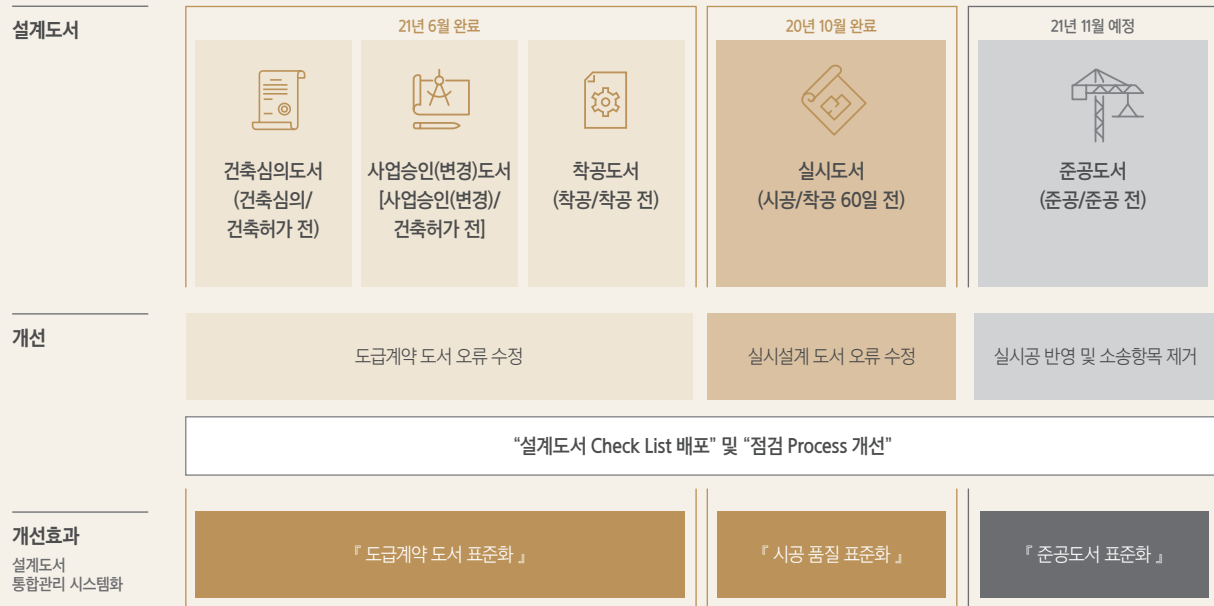 설계도서
21년 6월 완료
건축심의도서
(건축심의/
건축허가 전)
사업승인(변경)도서
[사업승인(변경)/
건축허가 전]
착공도서
(착공/착공 전)
20년 10월 완료
실시도서
(시공/착공 60일 전)
21년 11월 예정
준공도서
(준공/준공 전)
개선
도급계약 도서 오류 수정
실시설계 도서 오류 수정
실시공 반영 및 소송항목 제거
“설계도서 Check List 배포” 및 “점검 Process 개선”
개선효과
설계도서
통합관리 시스템화
『 도급계약 도서 표준화 』
『 시공 품질 표준화 』
『 준공도서 표준화 』